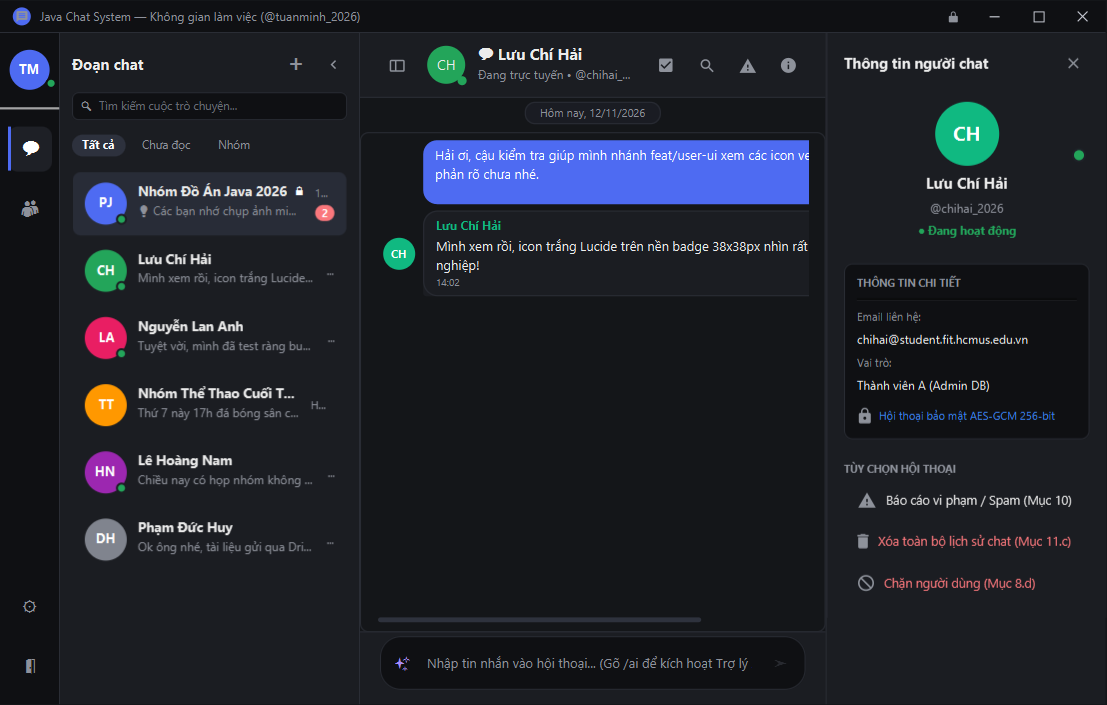 Java Chat System — Không gian làm việc (@tuanminh_2026)
TM
Đoạn chat
Tìm kiếm cuộc trò chuyện...
Tất cả
Chưa đọc
Nhóm
PJ
Nhóm Đồ Án Java 2026
1...
Các bạn nhớ chụp ảnh mi...
2
CH
Lưu Chí Hải
Mình xem rồi, icon trắng Lucide...
...
LA
Nguyễn Lan Anh
Tuyệt vời, mình đã test ràng bu...
...
TT
Nhóm Thể Thao Cuối T...
Thứ 7 này 17h đá bóng sân c...
H...
HN
Lê Hoàng Nam
Chiều nay có họp nhóm không ...
...
DH
Phạm Đức Huy
Ok ông nhé, tài liệu gửi qua Dri...
...
CH
Lưu Chí Hải
Đang trực tuyến • @chihai_...
Hôm nay, 12/11/2026
Hải ơi, cậu kiểm tra giúp mình nhánh feat/user-ui xem các icon ve
phản rõ chưa nhé.
CH
Lưu Chí Hải
Mình xem rồi, icon trắng Lucide trên nền badge 38x38px nhìn rất
nghiệp!
14:02
Nhập tin nhắn vào hội thoại... (Gõ /ai để kích hoạt Trợ lý
Thông tin người chat
CH
Lưu Chí Hải
@chihai_2026
• Đang hoạt động
THÔNG TIN CHI TIẾT
Email liên hệ:
chihai@student.fit.hcmus.edu.vn
Vai trò:
Thành viên A (Admin DB)
Hội thoại bảo mật AES-GCM 256-bit
TÙY CHỌN HỘI THOẠI
Báo cáo vi phạm / Spam (Mục 10)
Xóa toàn bộ lịch sử chat (Mục 11.c)
Chặn người dùng (Mục 8.d)